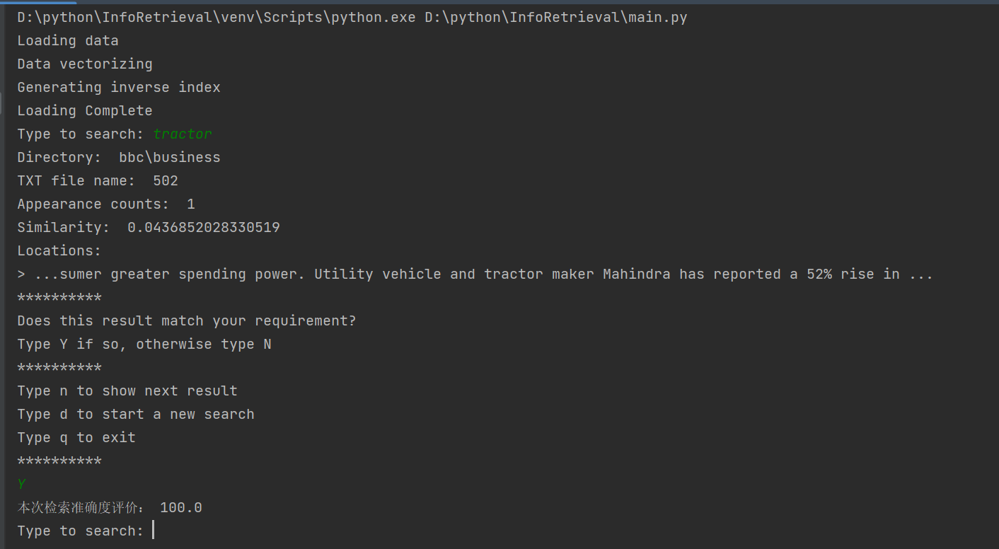 D:\python\InfoRetrieval\venv\Scripts\python.exe D:\python\InfoRetrieval\main.py
Loading data
Data vectorizing
Generating inverse index
Loading Complete
Type to search: tractor
Directory:  bbc\business
TXT file name:  502
Appearance counts:  1
Similarity:  0.0436852028330519
Locations:
> ...sumer greater spending power. Utility vehicle and tractor maker Mahindra has reported a 52% rise in ...
**********
Does this result match your requirement?
Type Y if so, otherwise type N
**********
Type n to show next result
Type d to start a new search
Type q to exit
**********
Y
本次检索准确度评价： 100.0
Type to search: